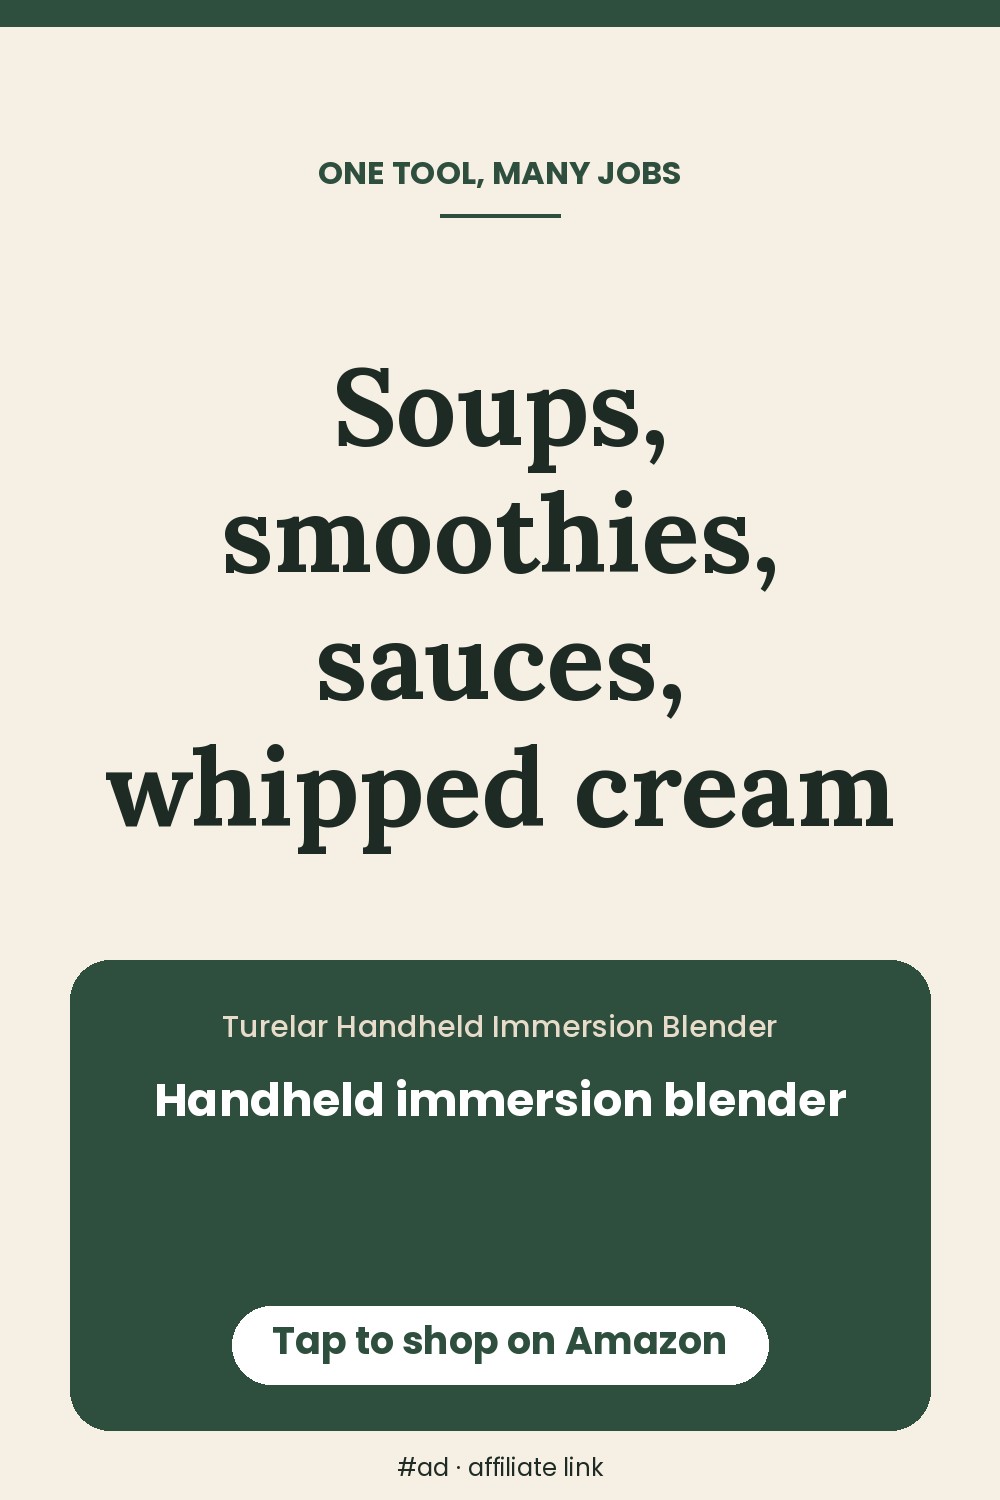 ONE TOOL, MANY JOBS
Soups,
smoothies,
sauces,
whipped cream
Turelar Handheld Immersion Blender
Handheld immersion blender
Tap to shop on Amazon
#ad · affiliate link